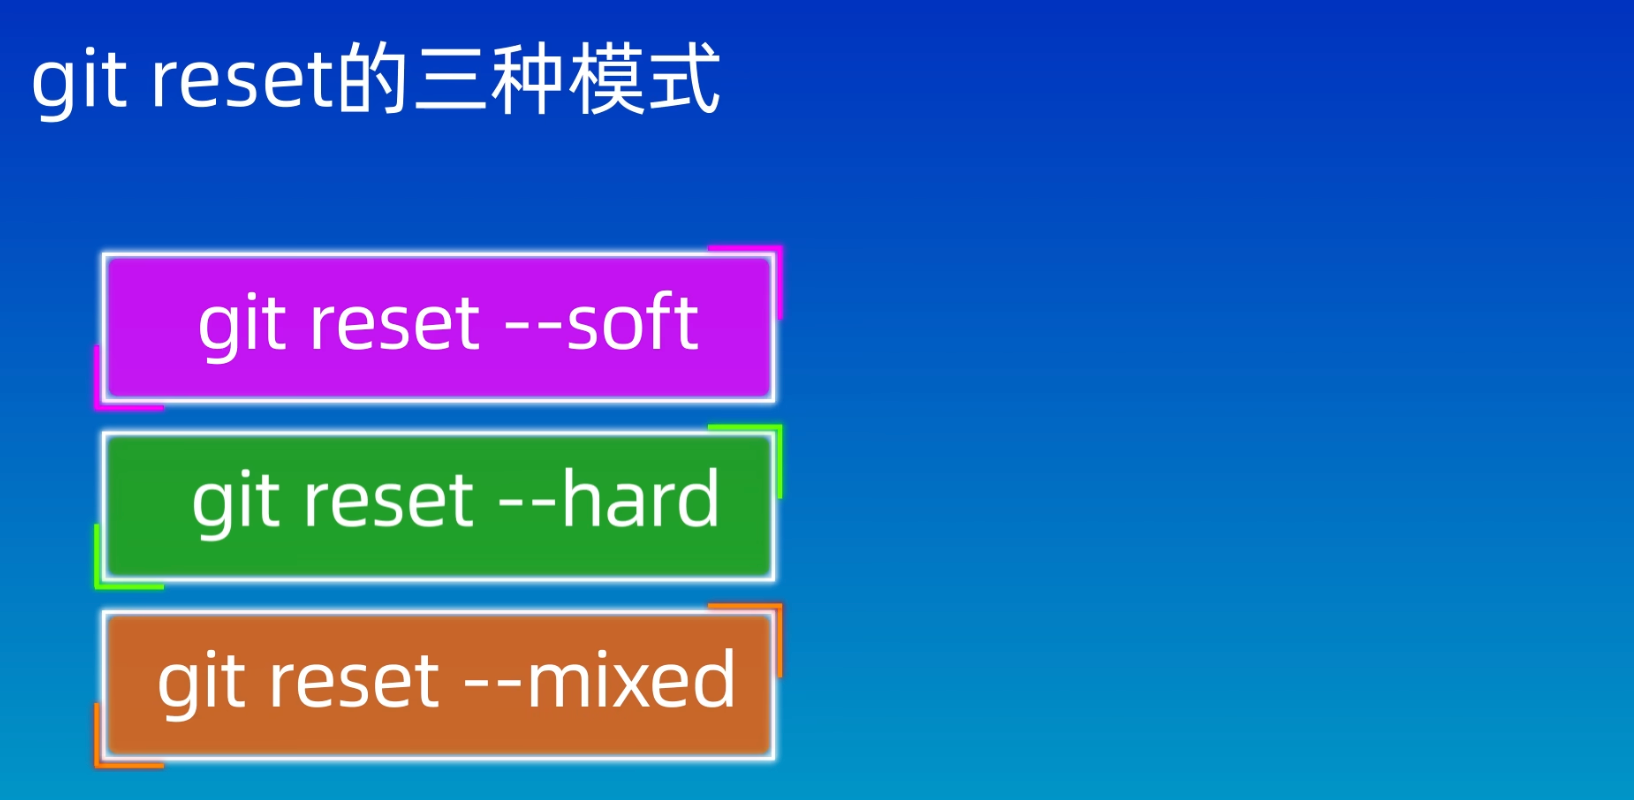 git reset的三种模式
git reset --soft
git reset --hard
git reset --mixed